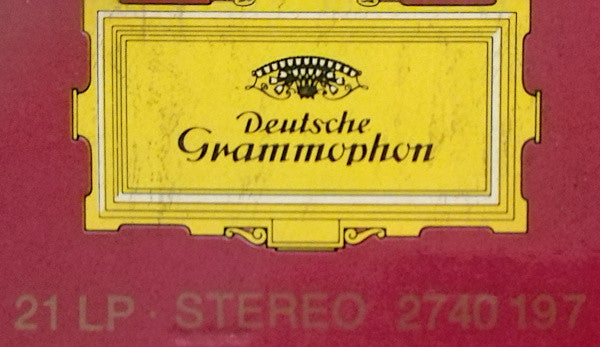 Deutsche
Grammophon
21 LP · STEREO 2740 197